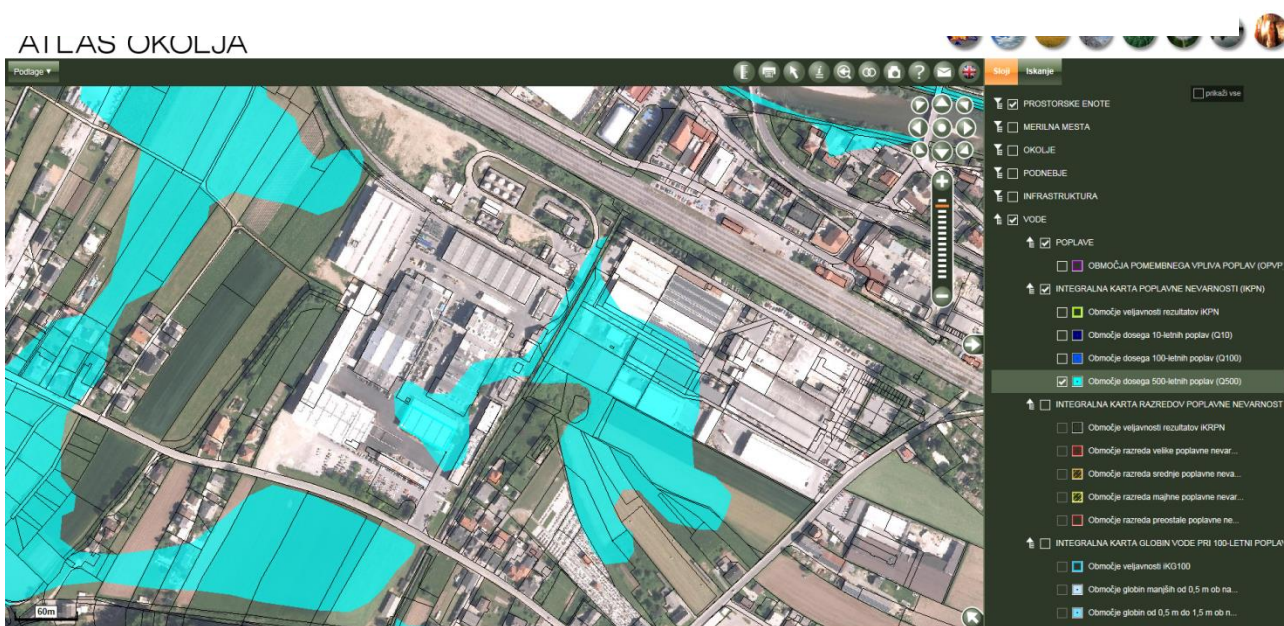 ATLAS OKOLJA
Podlage
Sloji
Iskanje
prikaži vse
PROSTORSKE ENOTE
MERILNA MESTA
OKOLJE
PODNEBJE
INFRASTRUKTURA
VODE
POPLAVE
OBMOČJA POMEMBNEGA VPLIVA POPLAV (OPVP
INTEGRALNA KARTA POPLAVNE NEVARNOSTI (IKPN)
Območje veljavnosti rezultatov iKPN
Območje dosega 10-letnih poplav (Q10)
Območje dosega 100-letnih poplav (Q100)
Območje dosega 500-letnih poplav (Q500)
INTEGRALNA KARTA RAZREDOV POPLAVNE NEVARNOST
Območje veljavnosti rezultatov iKRPN
Območje razreda velike poplavne nevar...
Območje razreda srednje poplavne neva...
Območje razreda majhne poplavne nevar...
Območje razreda preostale poplavne ne...
INTEGRALNA KARTA GLOBIN VODE PRI 100-LETNI POPLAV
Območje veljavnosti iKG100
Območje globin manjših od 0,5 m ob na...
Območje globin od 0,5 m do 1,5 m ob n...
60m